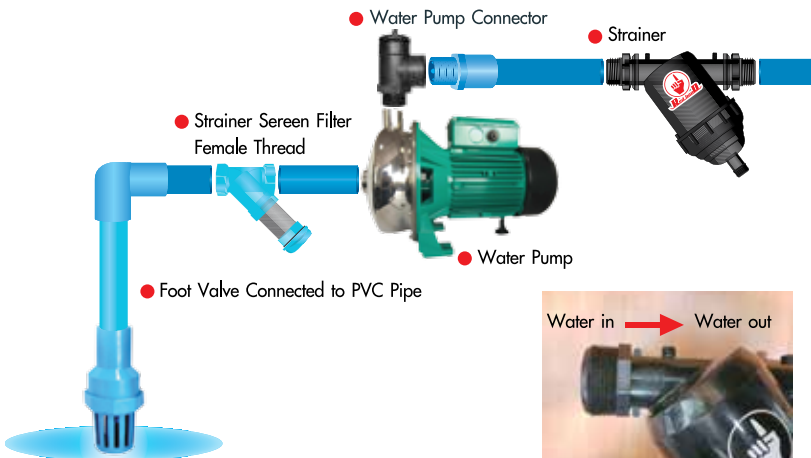 Water Pump Connector
Strainer
Strainer Sereen Filter
Female Thread
Water Pump
Foot Valve Connected to PVC Pipe
Water in
Water out